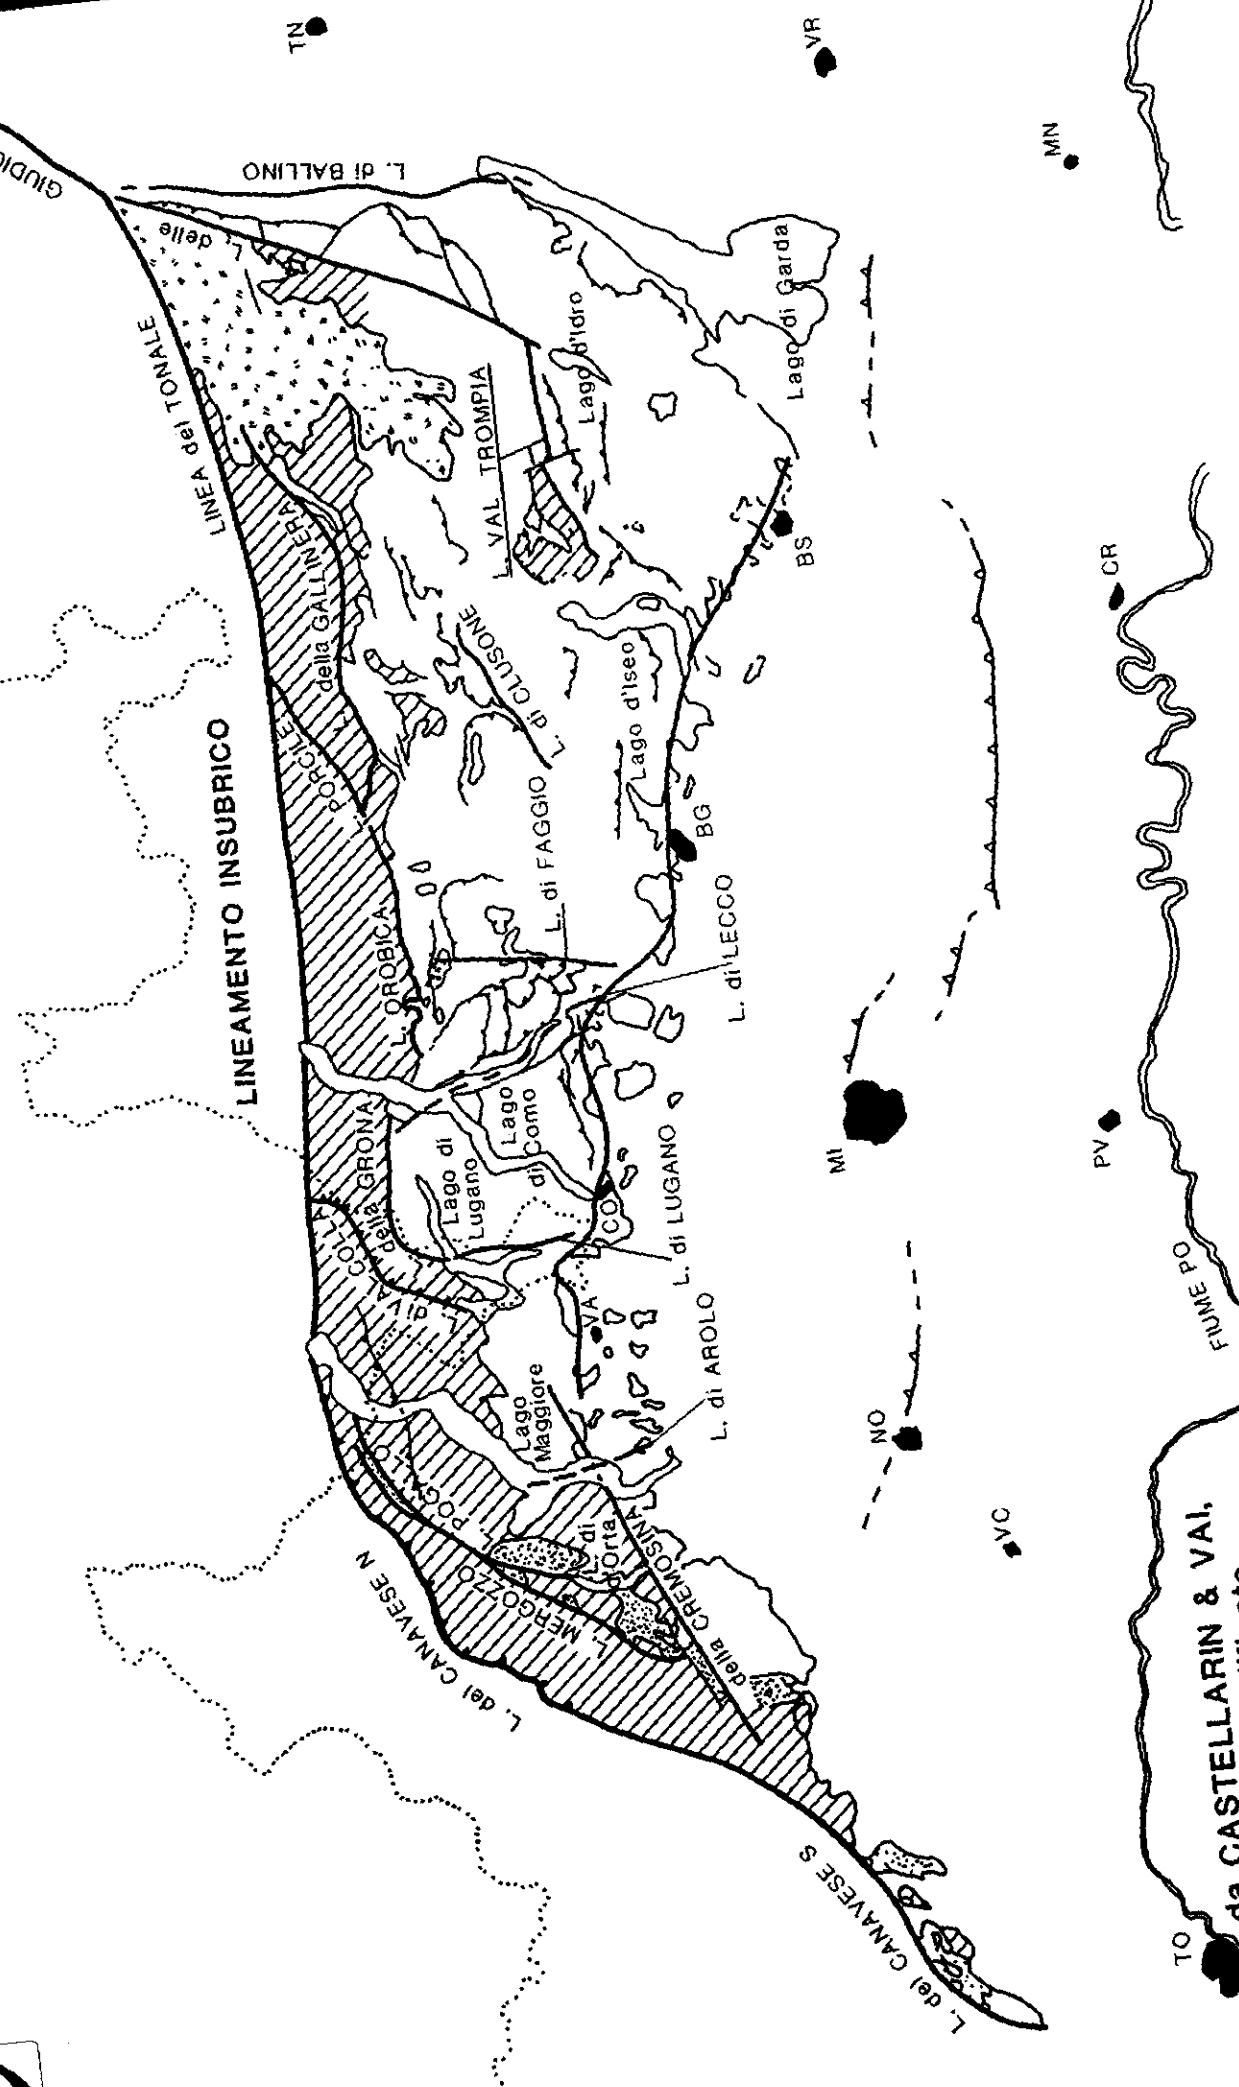 TN
VR
MN
GIUDIC
L. di BALLINO
L. delle
LINEA del TONALE
Lago di Garda
Lago d'Idro
L. VAL TROMPIA
BS
CR
L. della GALLINERA
L. di CLUSONE
Lago d'Iseo
LINEAMENTO INSUBRICO
PORCILE
L. di FAGGIO
BG
L. OROBICA
L. di LECCO
della GRONA
Lago
di Como
Lago di
Lugano
CO
MI
PV
L. di LUGANO
L. di VAL COLLA
VA
L. di AROLO
FIUME PO
Lago
Maggiore
NO
L. POGALLO
L. di
Orta
VC
L. MERGOZZO
L. del CANAVESE N
della CREMOSINA
L. del CANAVESE S
TO
da CASTELLARIN & VAI,